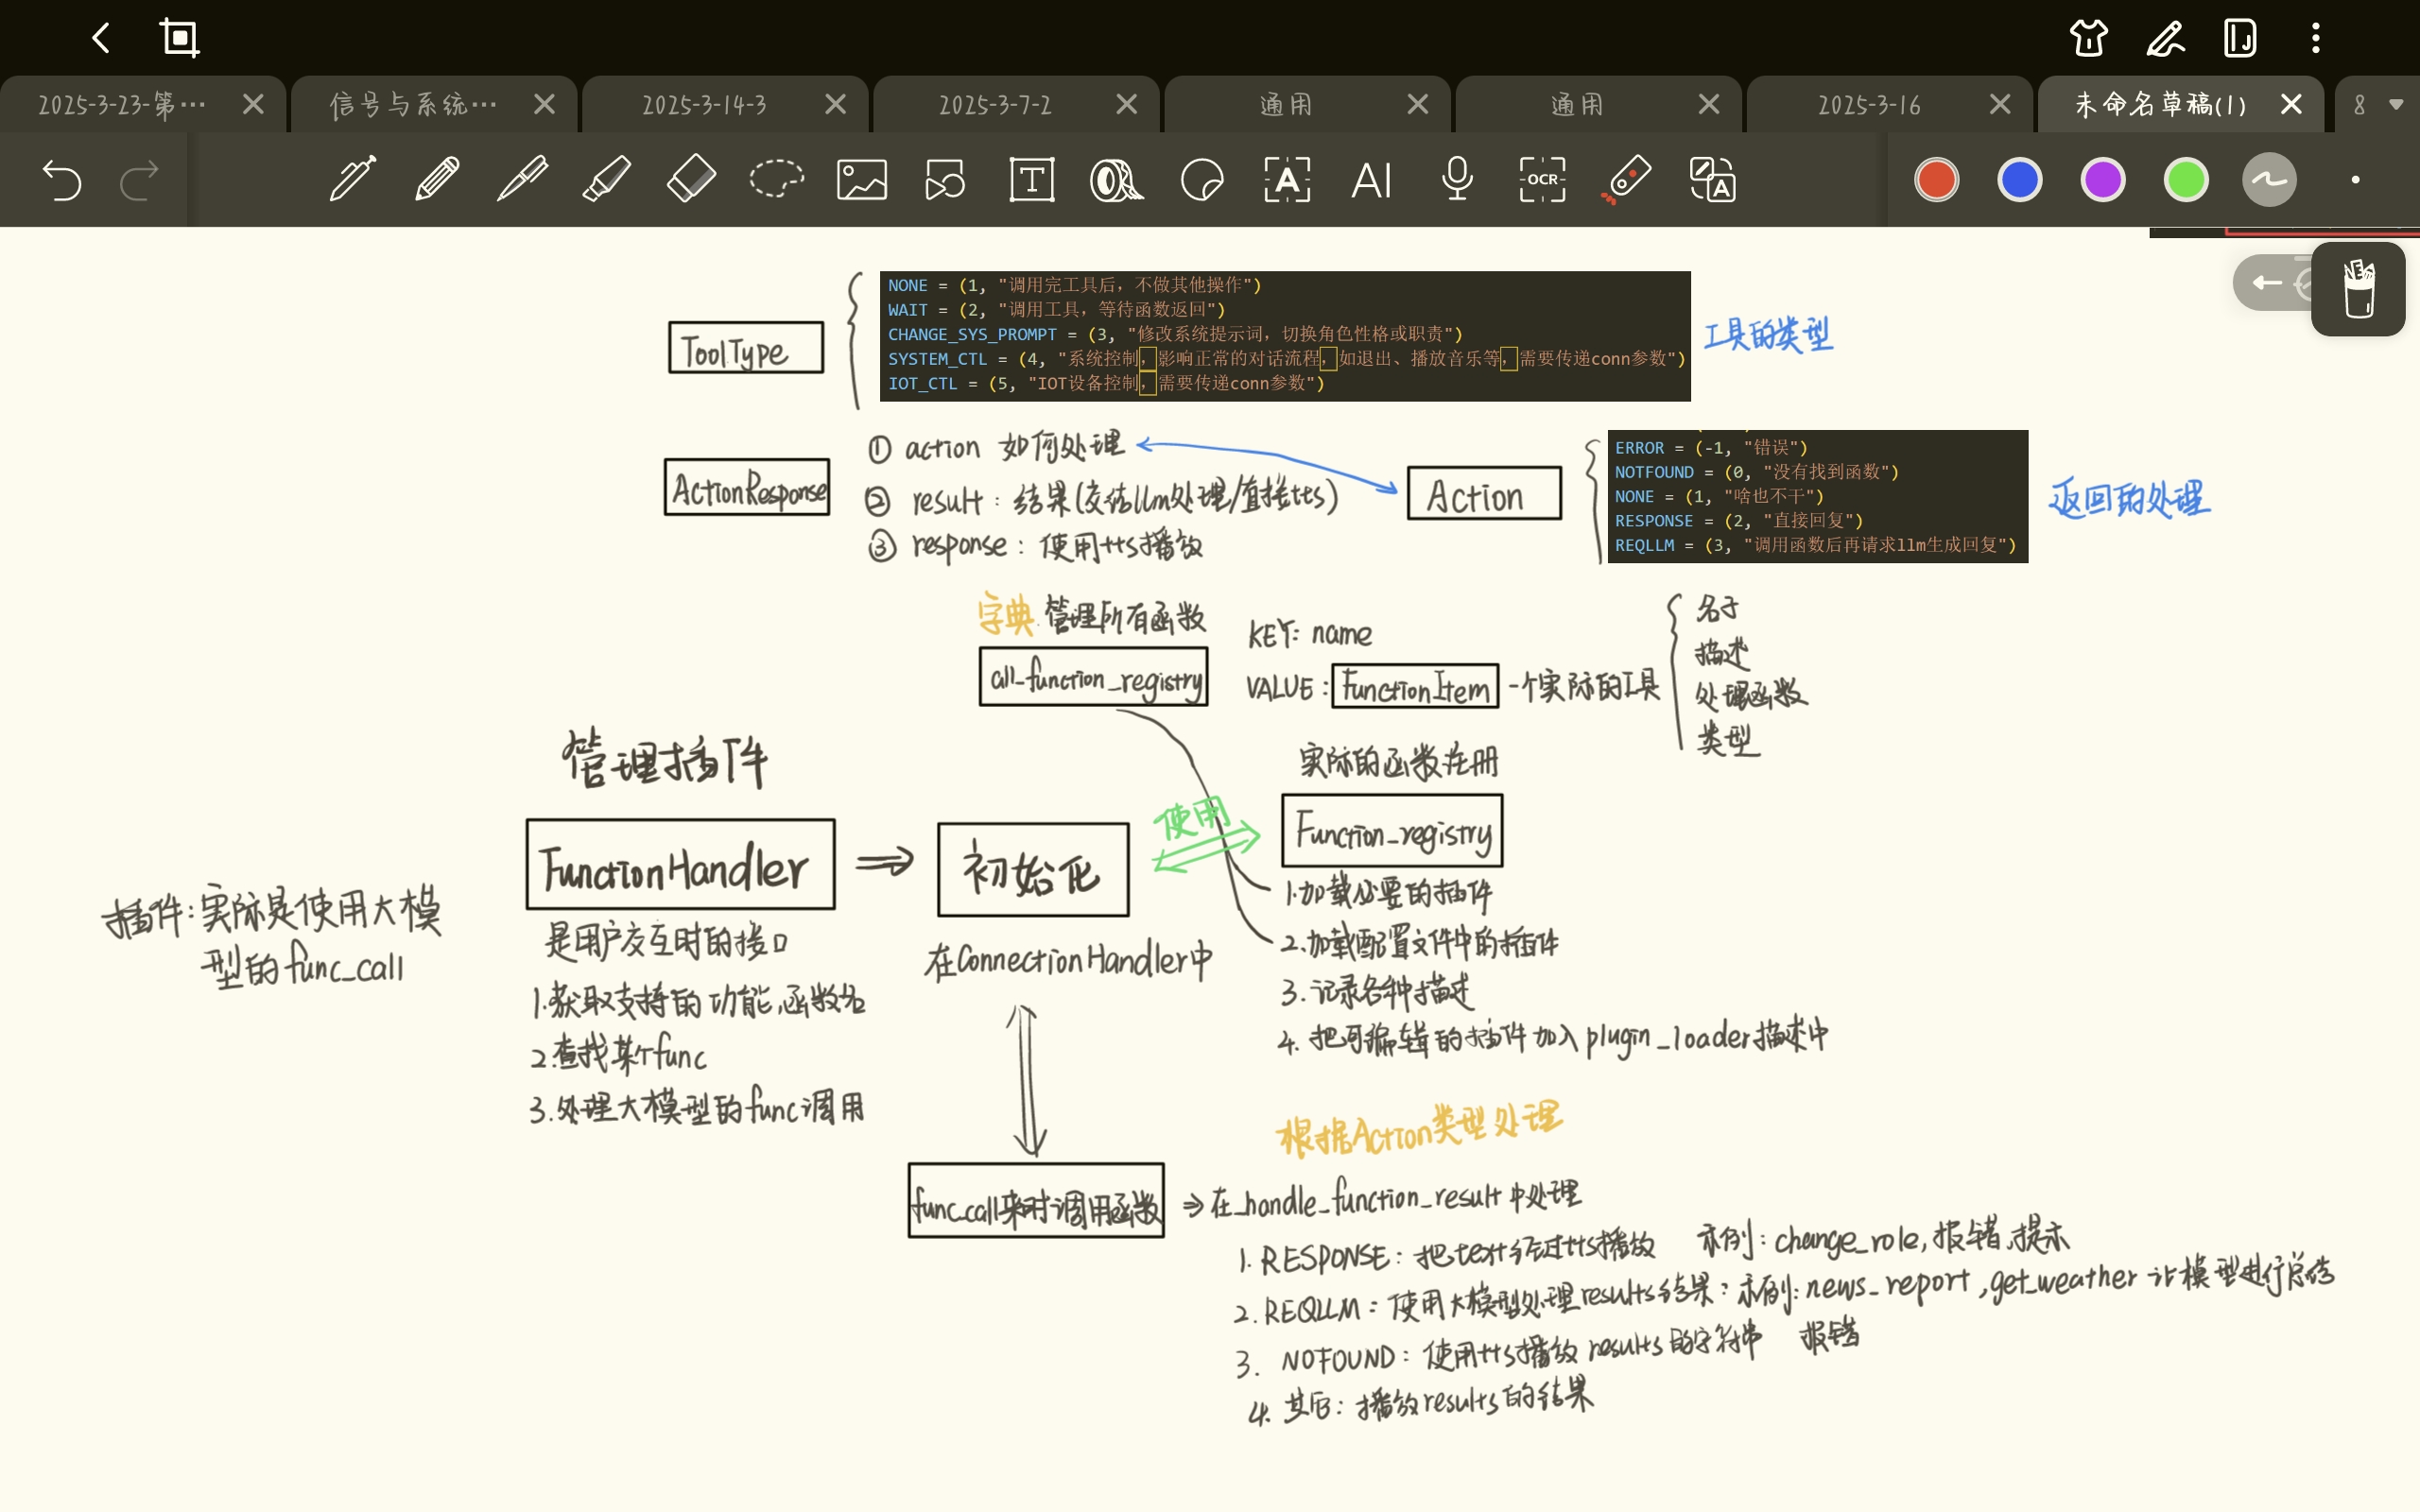 2025-3-23-第…
信号与系统…
2025-3-14-3
2025-3-7-2
通用
通用
2025-3-16
未命名草稿(1)
8
T
A
AI
OCR
A
ToolType
NONE = (1, "调用完工具后，不做其他操作")
WAIT = (2, "调用工具，等待函数返回")
CHANGE_SYS_PROMPT = (3, "修改系统提示词，切换角色性格或职责")
SYSTEM_CTL = (4, "系统控制，影响正常的对话流程，如退出、播放音乐等，需要传递conn参数")
IOT_CTL = (5, "IOT设备控制，需要传递conn参数")
工具的类型
ActionResponse
① action 如何处理
② result：结果(交给llm处理/直接tts)
③ response：使用tts播放
Action
ERROR = (-1, "错误")
NOTFOUND = (0, "没有找到函数")
NONE = (1, "啥也不干")
RESPONSE = (2, "直接回复")
REQLLM = (3, "调用函数后再请求llm生成回复")
返回的处理
字典 管理所有函数
all_function_registry
KEY: name
VALUE: FunctionItem 一个实际的工具
名字
描述
处理函数
类型
管理插件
FunctionHandler
是用户交互时的接口
1.获取支持的功能,函数名
2.查找某个func
3.处理大模型的func调用
插件:实际是使用大模
型的func_call
初始化
在ConnectionHandler中
使用
实际的函数注册
Function_registry
1.加载必要的插件
2.加载配置文件中的插件
3.记录各种描述
4.把可编辑的插件加入plugin_loader描述中
根据Action类型处理
func_call来时调用函数
⇒在_handle_function_result中处理
1. RESPONSE：把text经过tts播放 示例：change_role,报错,提示
2. REQLLM：使用大模型处理results结果：示例：news_report,get_weather 让模型进行总结
3. NOFOUND：使用tts播放results的字符串 报错
4. 其它：播放results的结果